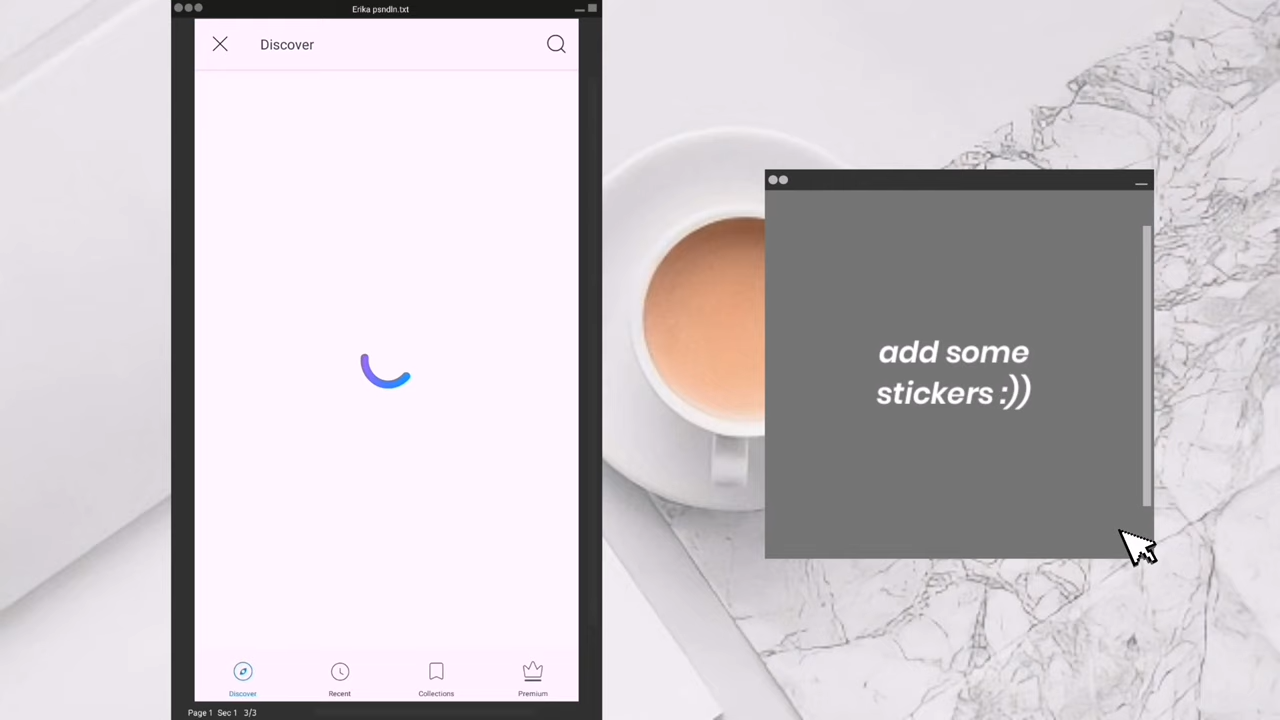 Erika psndln.txt
Discover
add some
stickers :))
Discover
Recent
Collections
Premium
Page 1 Sec 1 3/3